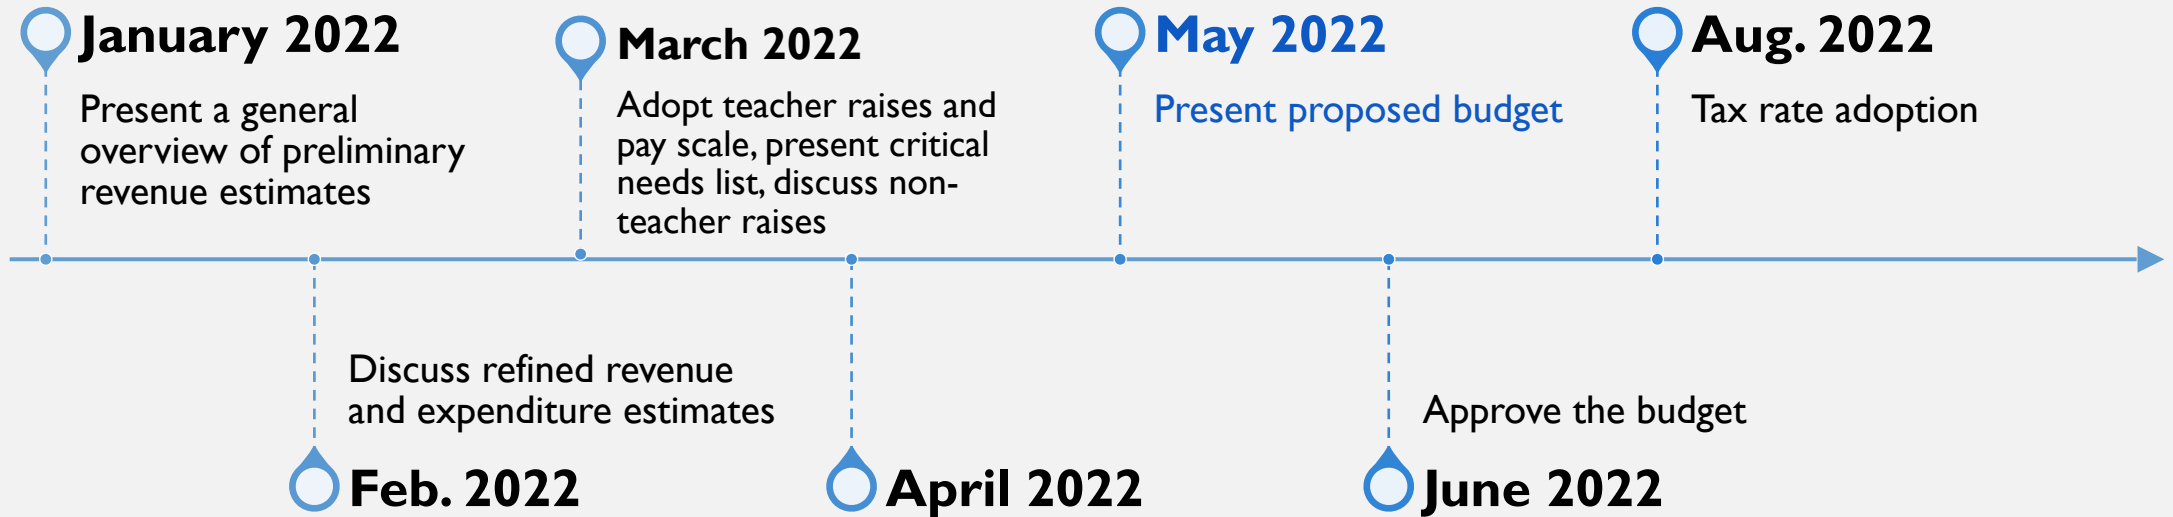 January 2022
Present a general
overview of preliminary
revenue estimates
March 2022
Adopt teacher raises and
pay scale, present critical
needs list, discuss non-
teacher raises
May 2022
Present proposed budget
Aug. 2022
Tax rate adoption
Discuss refined revenue
and expenditure estimates
Feb. 2022
April 2022
Approve the budget
June 2022